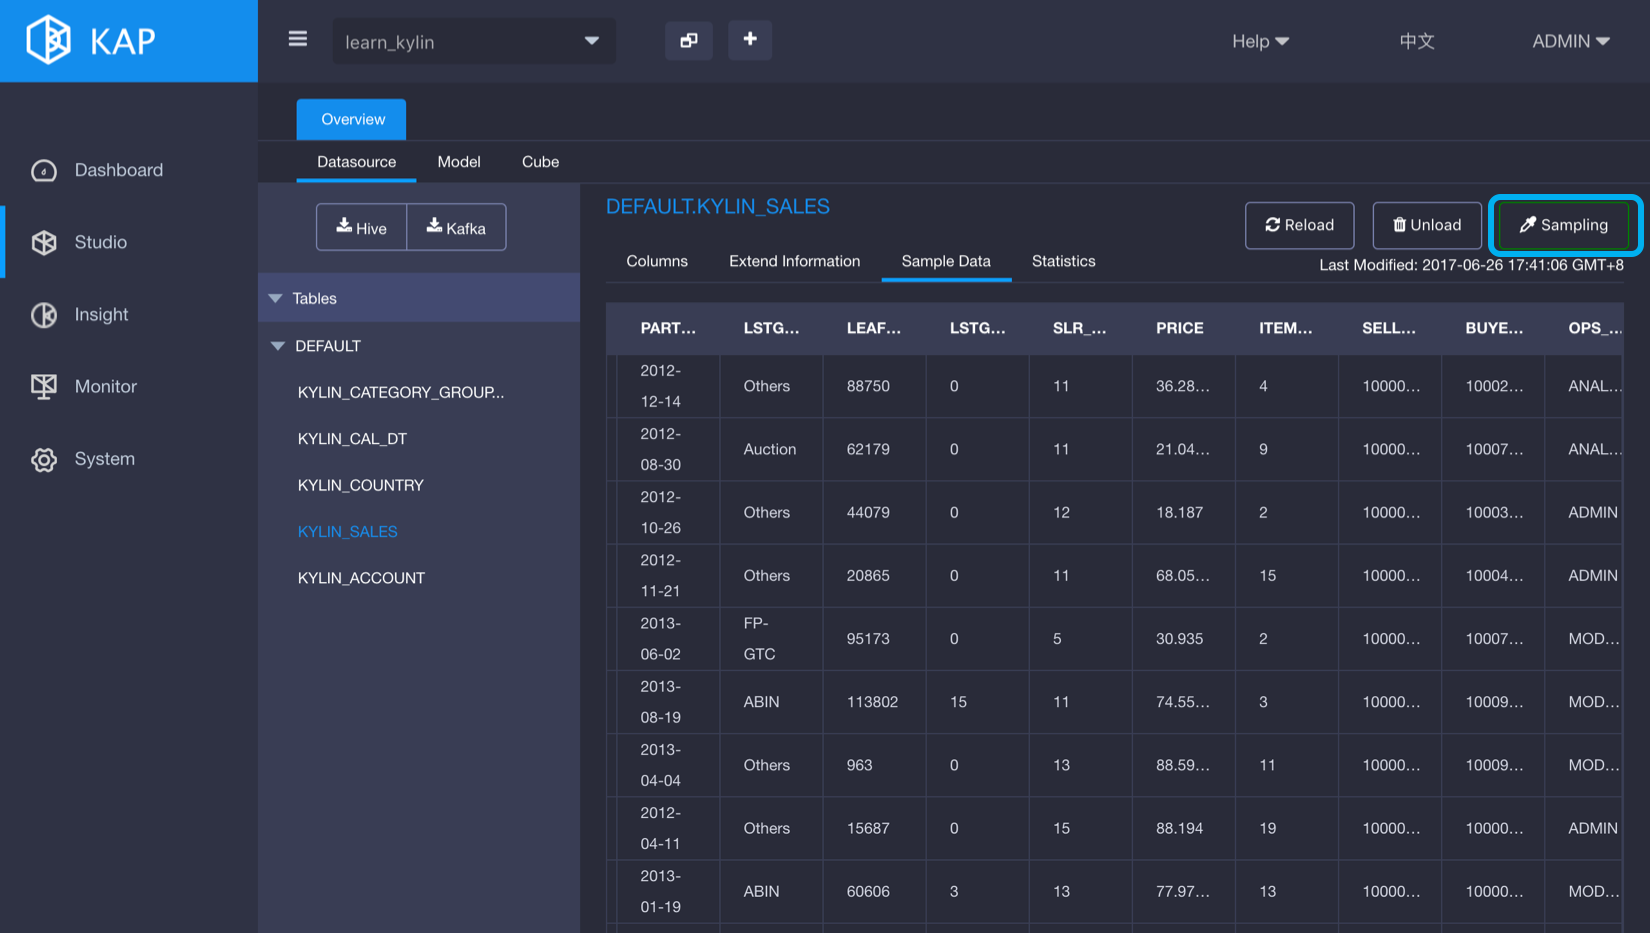 KAP
learn_kylin
Help
中文
ADMIN
Overview
Datasource Model Cube
Dashboard
Studio
Insight
Monitor
System
Hive Kafka
Tables
DEFAULT
KYLIN_CATEGORY_GROUP...
KYLIN_CAL_DT
KYLIN_COUNTRY
KYLIN_SALES
KYLIN_ACCOUNT
DEFAULT.KYLIN_SALES
Reload Unload Sampling
Last Modified: 2017-06-26 17:41:06 GMT+8
Columns Extend Information Sample Data Statistics
PART... LSTG... LEAF... LSTG... SLR_... PRICE ITEM... SELL... BUYE... OPS_...
2012-12-14 Others 88750 0 11 36.28... 4 10000... 10002... ANAL...
2012-08-30 Auction 62179 0 11 21.04... 9 10000... 10007... ANAL...
2012-10-26 Others 44079 0 12 18.187 2 10000... 10003... ADMIN
2012-11-21 Others 20865 0 11 68.05... 15 10000... 10004... ADMIN
2013-06-02 FP-GTC 95173 0 5 30.935 2 10000... 10007... MOD...
2013-08-19 ABIN 113802 15 11 74.55... 3 10000... 10009... MOD...
2013-04-04 Others 963 0 13 88.59... 11 10000... 10009... MOD...
2012-04-11 Others 15687 0 15 88.194 19 10000... 10000... ADMIN
2013-01-19 ABIN 60606 3 13 77.97... 13 10000... 10000... MOD...